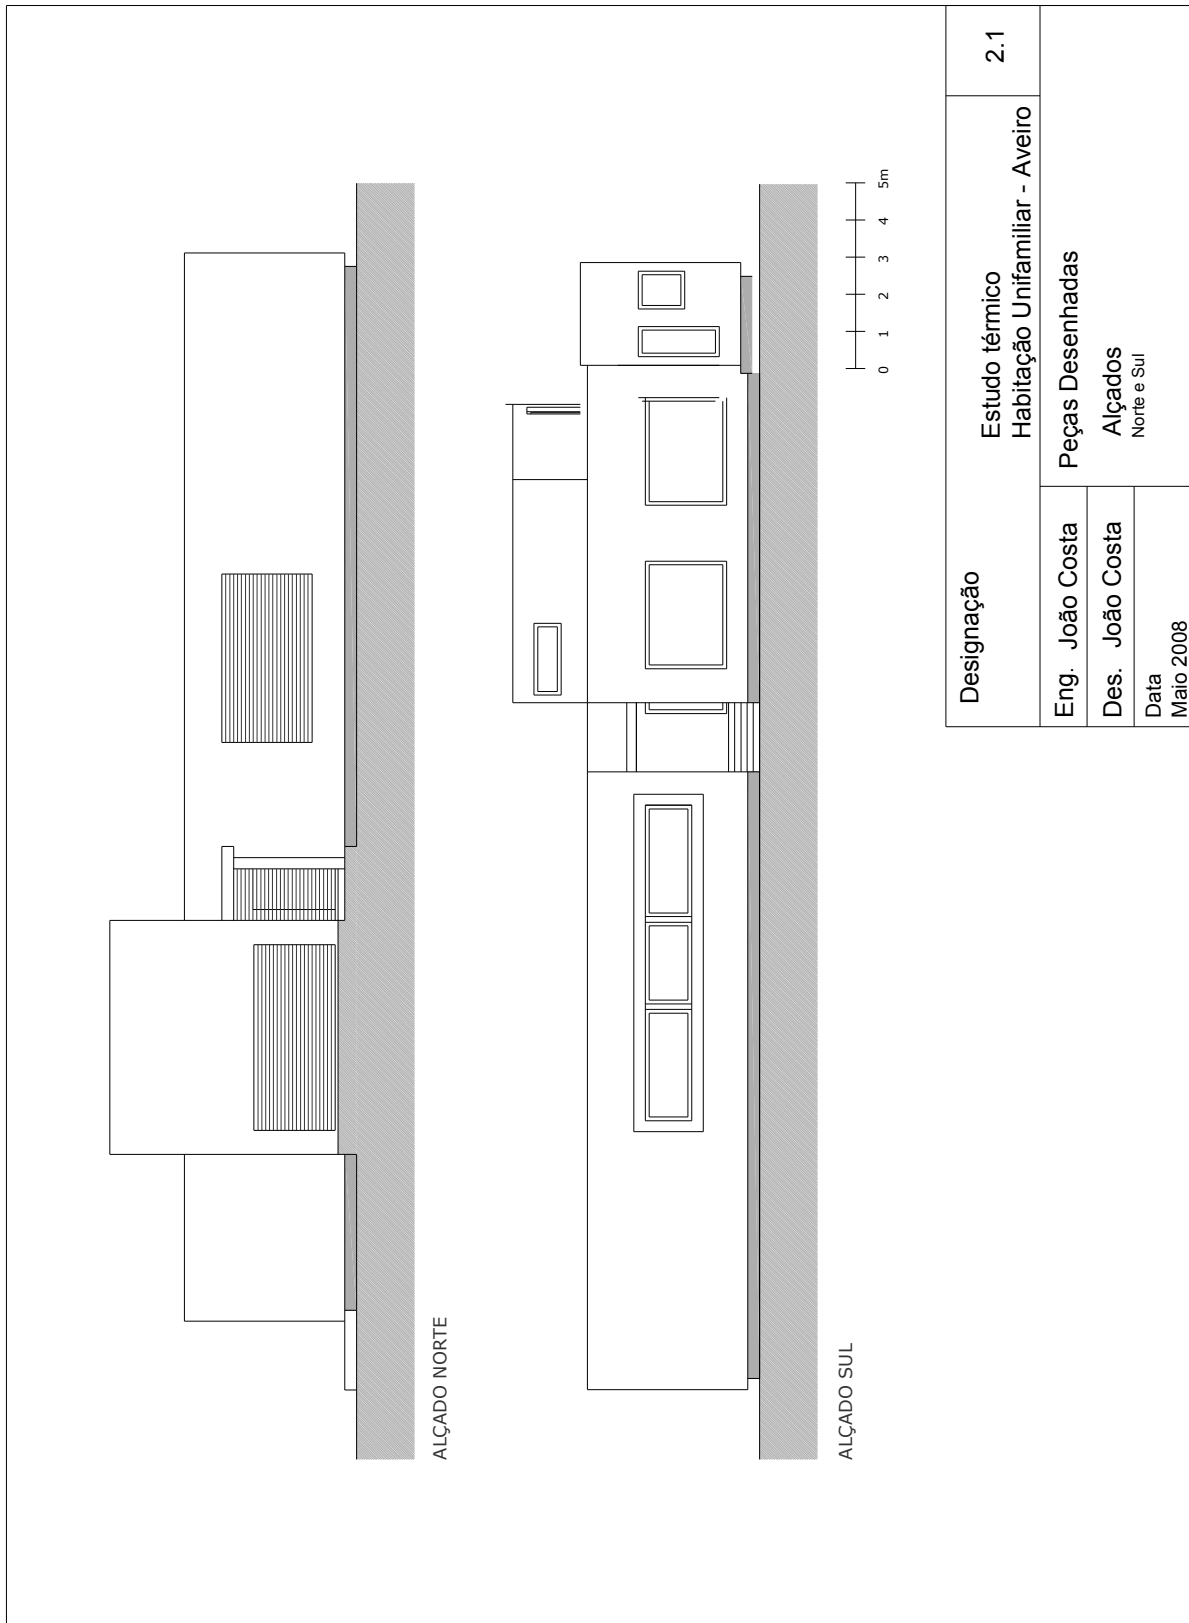 ALÇADO NORTE
ALÇADO SUL
0 1 2 3 4 5m
Designação
2.1
Estudo térmico
Habitação Unifamiliar - Aveiro
Eng. João Costa
Peças Desenhadas
Des. João Costa
Alçados
Norte e Sul
Data
Maio 2008